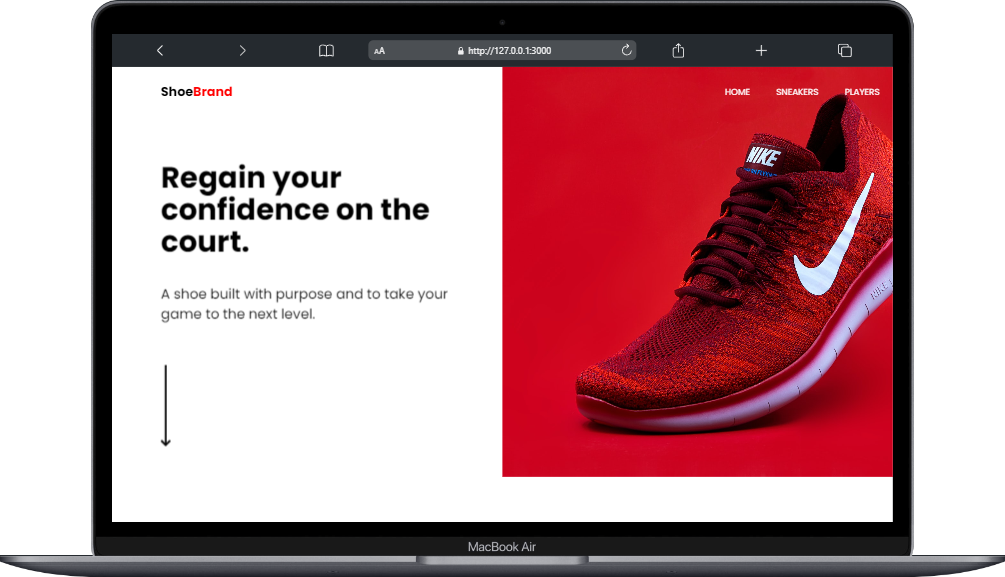 AA http://127.0.0.1:3000
ShoeBrand
HOME SNEAKERS PLAYERS
Regain your
confidence on the
court.
A shoe built with purpose and to take your
game to the next level.
NIKE
NIKE
MacBook Air